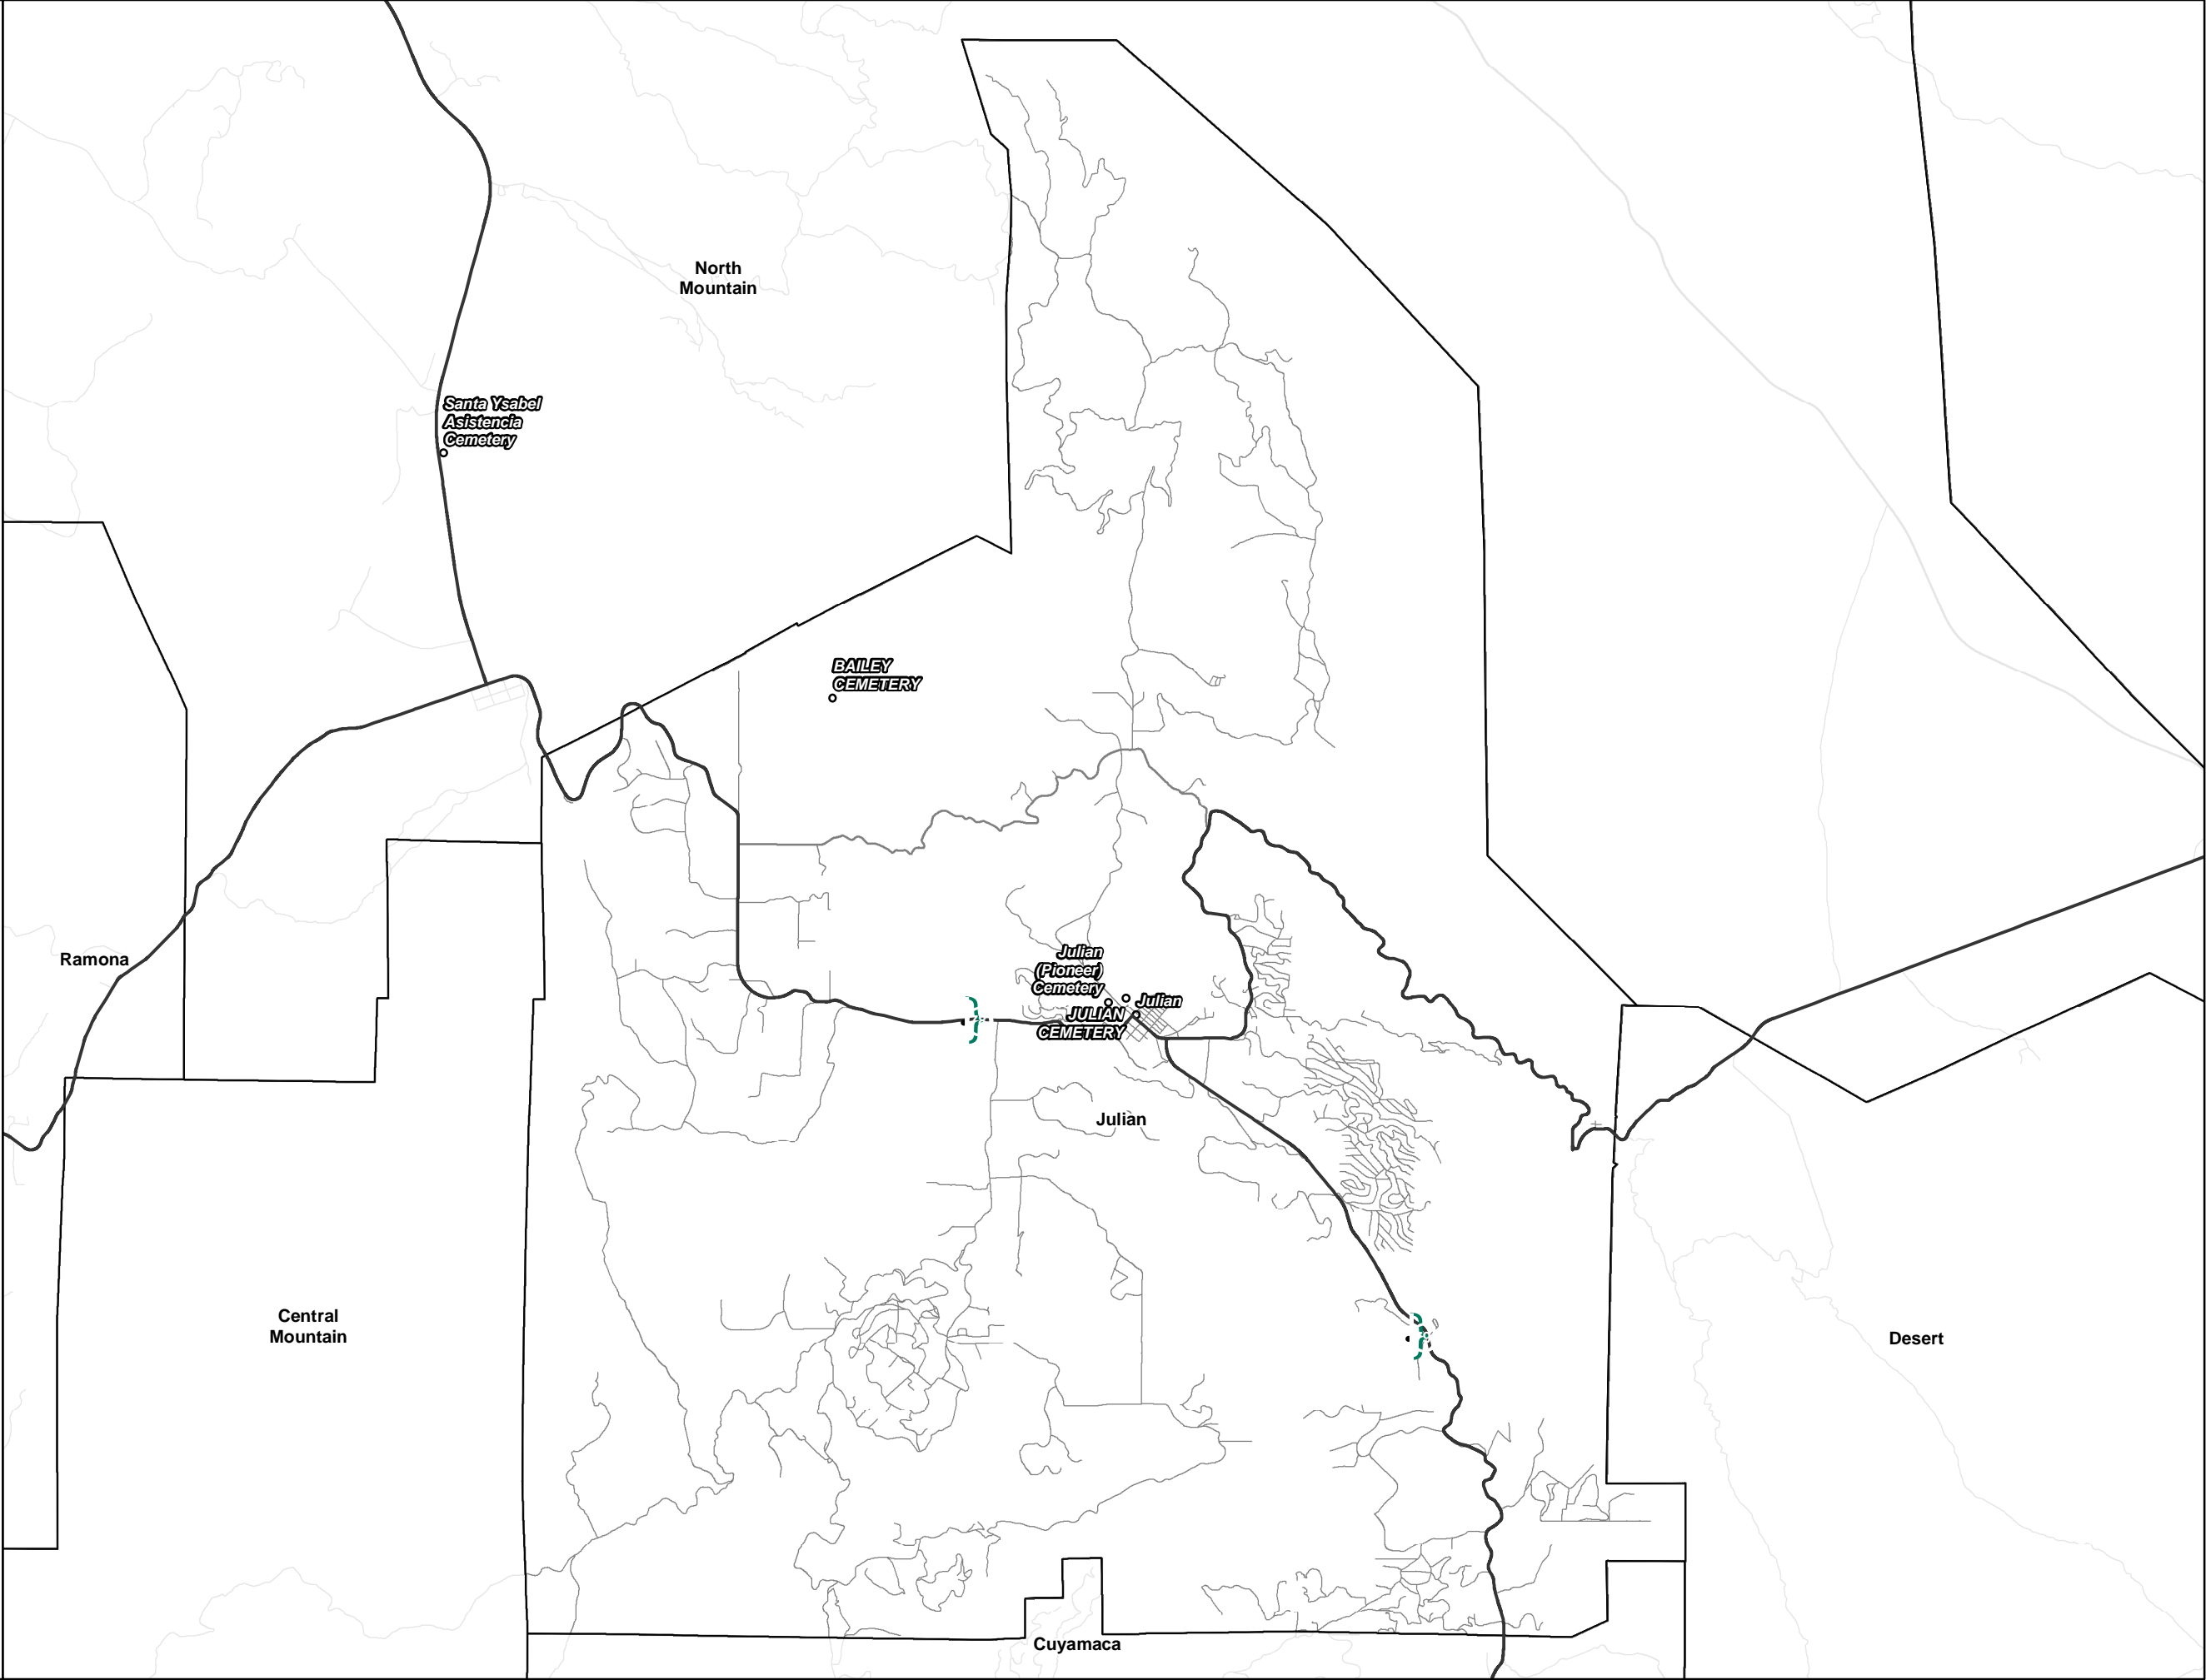 North
Mountain
Santa Ysabel
Asistencia
Cemetery
BAILEY
CEMETERY
Ramona
Julian
(Pioneer)
Cemetery
Julian
JULIAN
CEMETERY
Julian
Central
Mountain
Desert
Cuyamaca